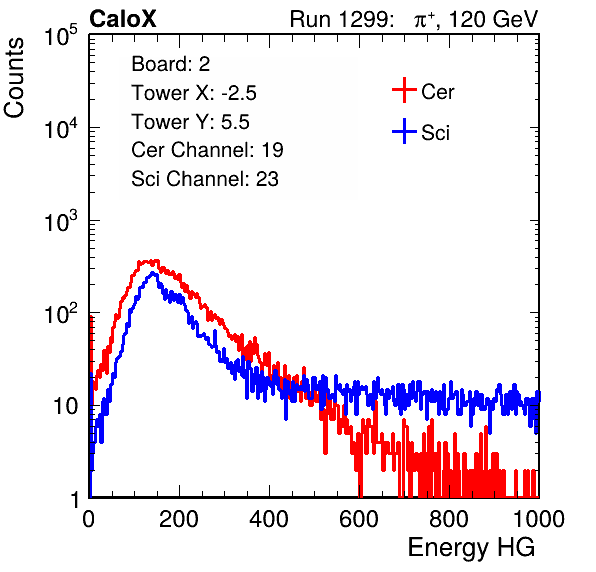 CaloX Run 1299: π⁺, 120 GeV
Counts
Board: 2
Tower X: -2.5
Tower Y: 5.5
Cer Channel: 19
Sci Channel: 23
Cer
Sci
10⁵
10⁴
10³
10²
10
1
0 200 400 600 800 1000
Energy HG